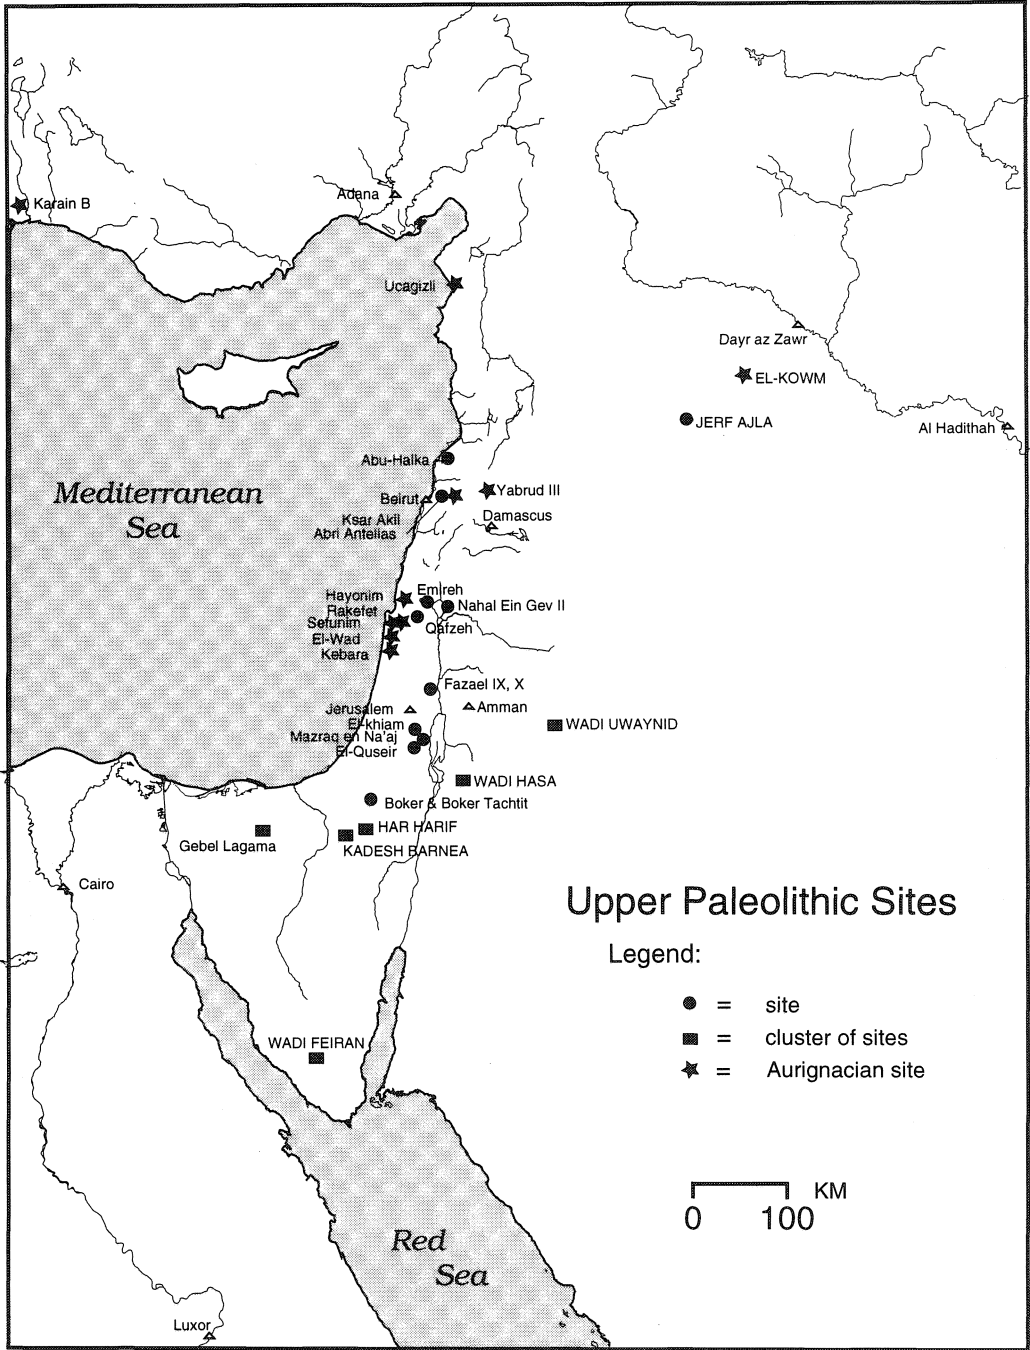 Adana
Karain B
Ucagizli
Dayr az Zawr
EL-KOWM
JERF AJLA
Al Hadithah
Abu-Halka
Mediterranean
Sea
Beirut
Yabrud III
Ksar Akil
Abri Antelias
Damascus
Hayonim
Emireh
Rakefet
Nahal Ein Gev II
Sefunim
Qafzeh
El-Wad
Kebara
Fazael IX, X
Jerusalem
Amman
El-khiam
WADI UWAYNID
Mazraq en Na'aj
El-Quseir
WADI HASA
Boker & Boker Tachtit
HAR HARIF
Gebel Lagama
KADESH BARNEA
Cairo
Upper Paleolithic Sites
Legend:
= site
= cluster of sites
= Aurignacian site
WADI FEIRAN
KM
0 100
Red
Sea
Luxor